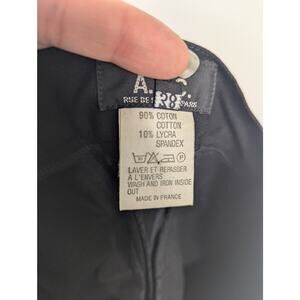 A.
RUE DE PARIS
38
90% COTON
COTTON
10% LYCRA
SPANDEX
P
LAVER ET REPASSER
A L'ENVERS
WASH AND IRON INSIDE
OUT
MADE IN FRANCE